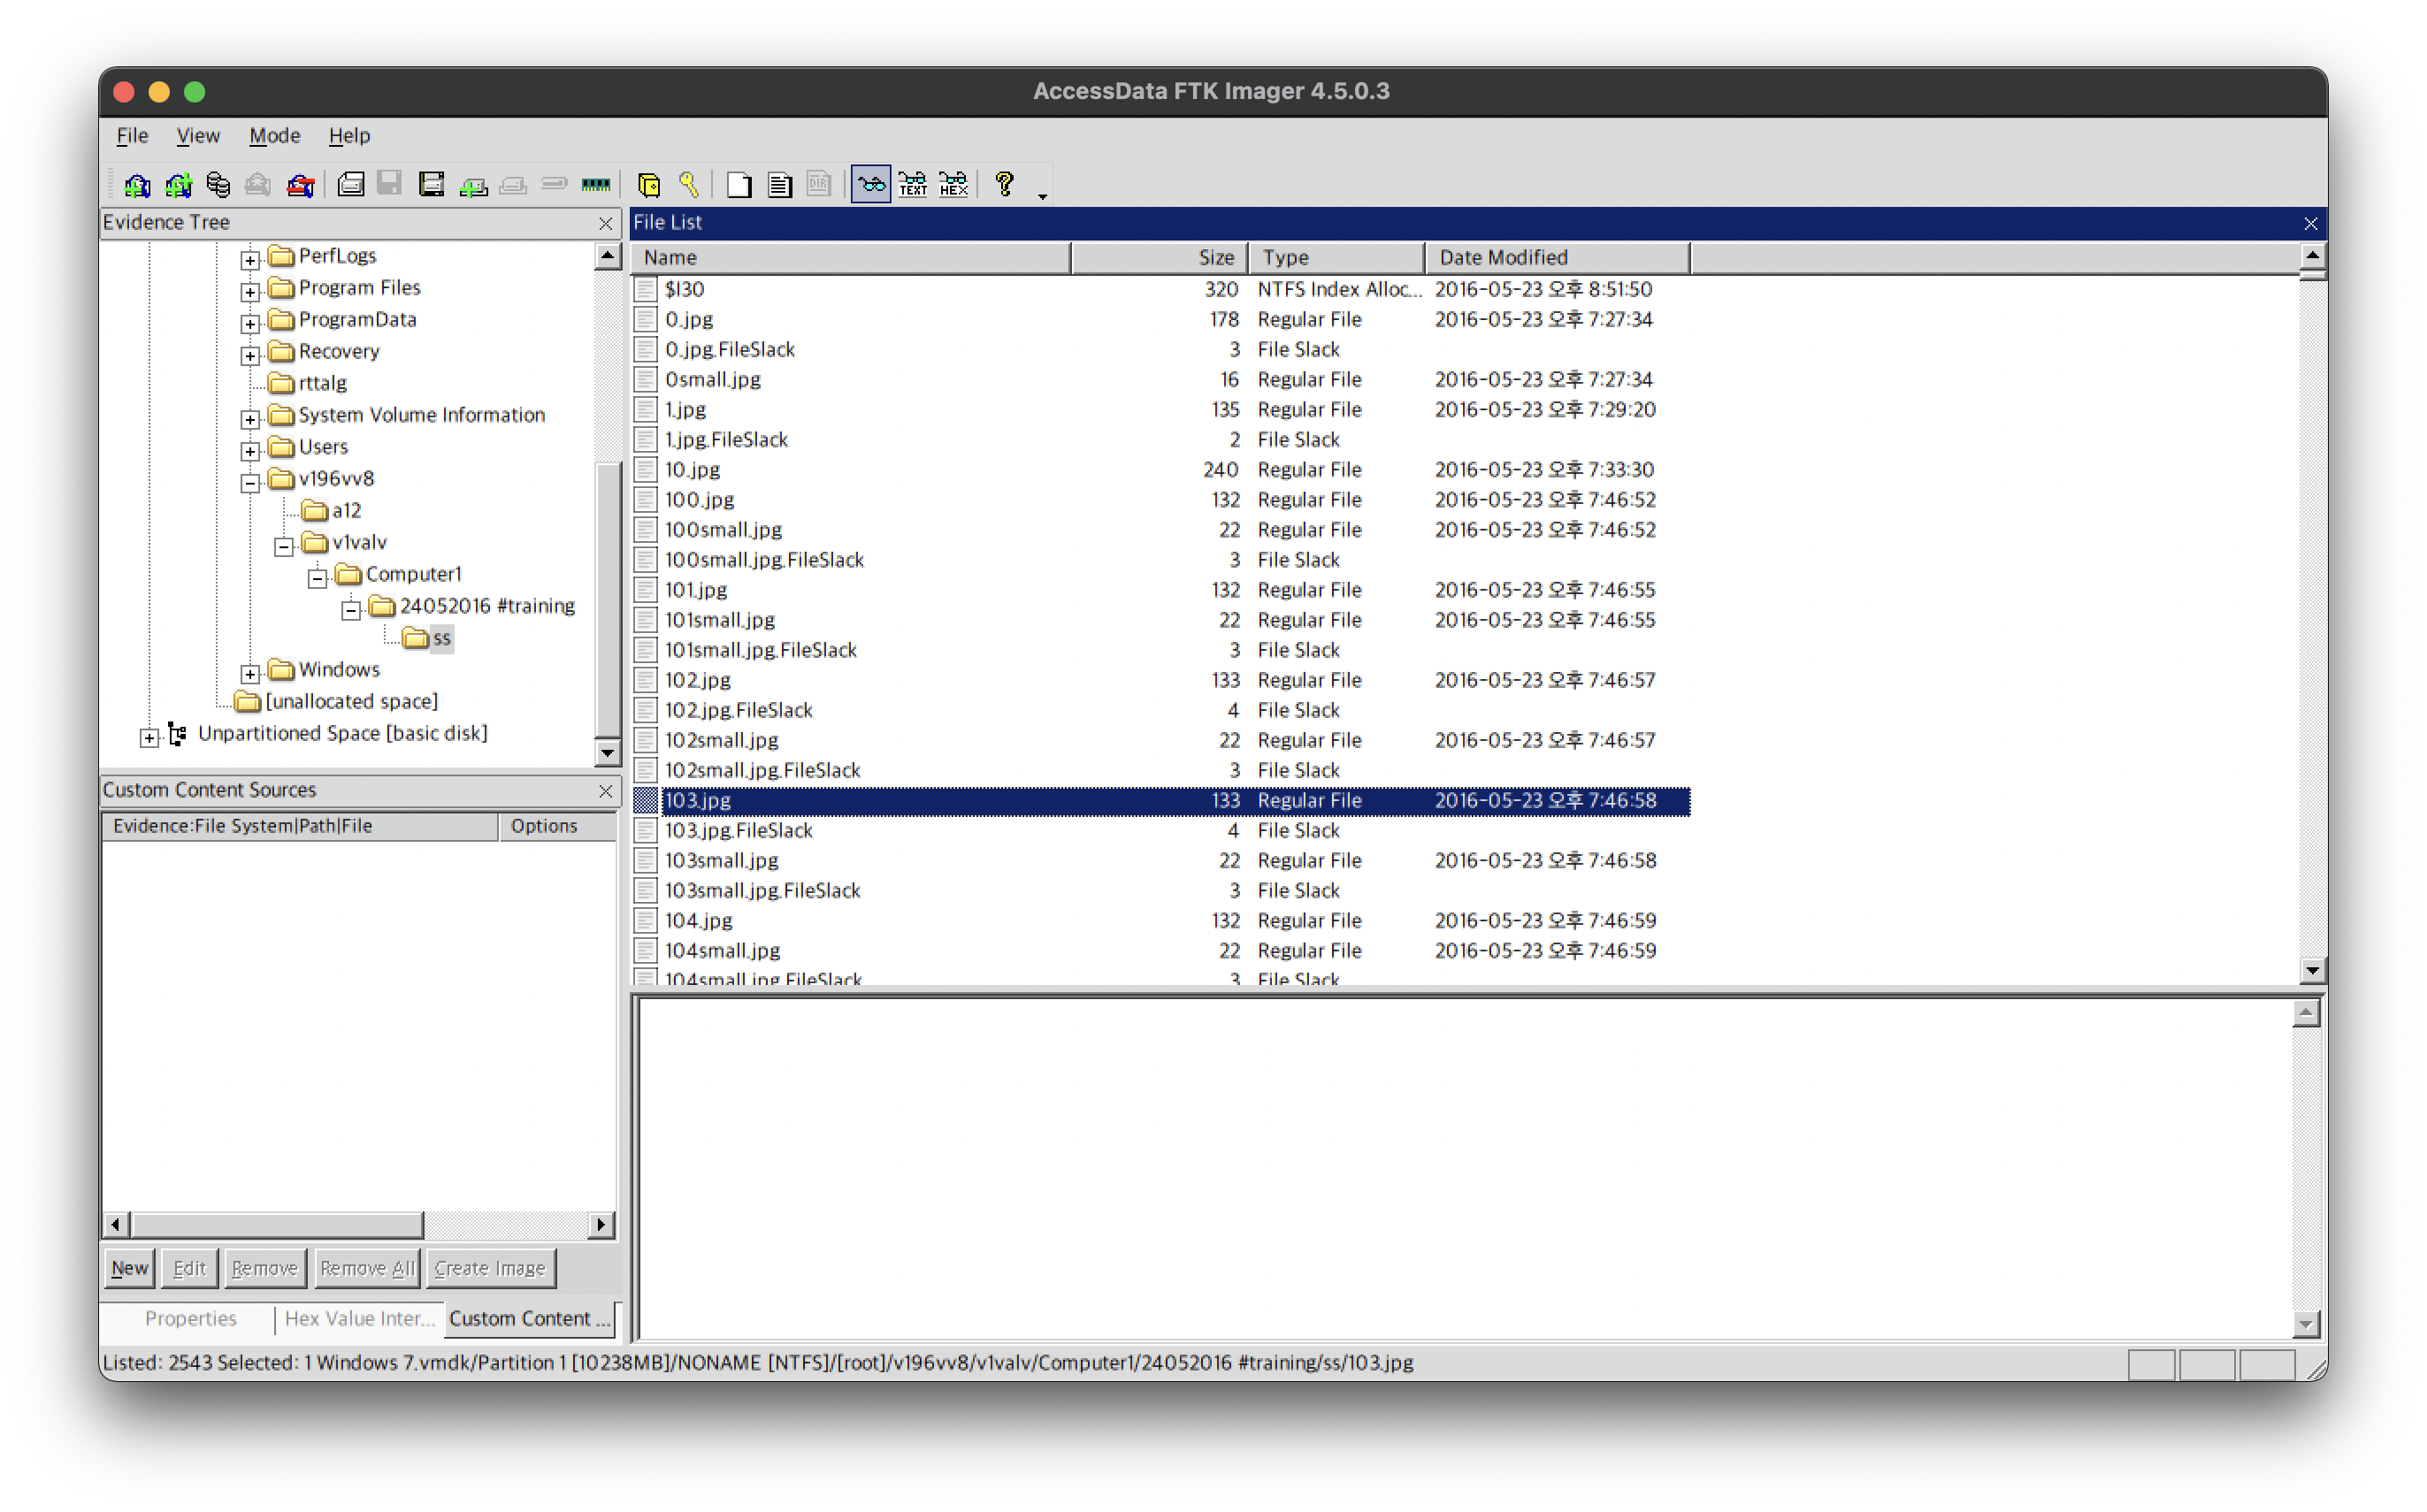 AccessData FTK Imager 4.5.0.3
File View Mode Help
DIR TEXT HEX ?
Evidence Tree
PerfLogs
Program Files
ProgramData
Recovery
rttalg
System Volume Information
Users
v196vv8
a12
v1valv
Computer1
24052016 #training
ss
Windows
[unallocated space]
Unpartitioned Space [basic disk]
Custom Content Sources
Evidence:File System|Path|File Options
New Edit Remove Remove All Create Image
Properties Hex Value Inter... Custom Content ...
File List
Name Size Type Date Modified
$I30 320 NTFS Index Alloc... 2016-05-23 오후 8:51:50
0.jpg 178 Regular File 2016-05-23 오후 7:27:34
0.jpg.FileSlack 3 File Slack
0small.jpg 16 Regular File 2016-05-23 오후 7:27:34
1.jpg 135 Regular File 2016-05-23 오후 7:29:20
1.jpg.FileSlack 2 File Slack
10.jpg 240 Regular File 2016-05-23 오후 7:33:30
100.jpg 132 Regular File 2016-05-23 오후 7:46:52
100small.jpg 22 Regular File 2016-05-23 오후 7:46:52
100small.jpg.FileSlack 3 File Slack
101.jpg 132 Regular File 2016-05-23 오후 7:46:55
101small.jpg 22 Regular File 2016-05-23 오후 7:46:55
101small.jpg.FileSlack 3 File Slack
102.jpg 133 Regular File 2016-05-23 오후 7:46:57
102.jpg.FileSlack 4 File Slack
102small.jpg 22 Regular File 2016-05-23 오후 7:46:57
102small.jpg.FileSlack 3 File Slack
103.jpg 133 Regular File 2016-05-23 오후 7:46:58
103.jpg.FileSlack 4 File Slack
103small.jpg 22 Regular File 2016-05-23 오후 7:46:58
103small.jpg.FileSlack 3 File Slack
104.jpg 132 Regular File 2016-05-23 오후 7:46:59
104small.jpg 22 Regular File 2016-05-23 오후 7:46:59
104small.jpg.FileSlack 3 File Slack
Listed: 2543 Selected: 1 Windows 7.vmdk/Partition 1 [10238MB]/NONAME [NTFS]/[root]/v196vv8/v1valv/Computer1/24052016 #training/ss/103.jpg